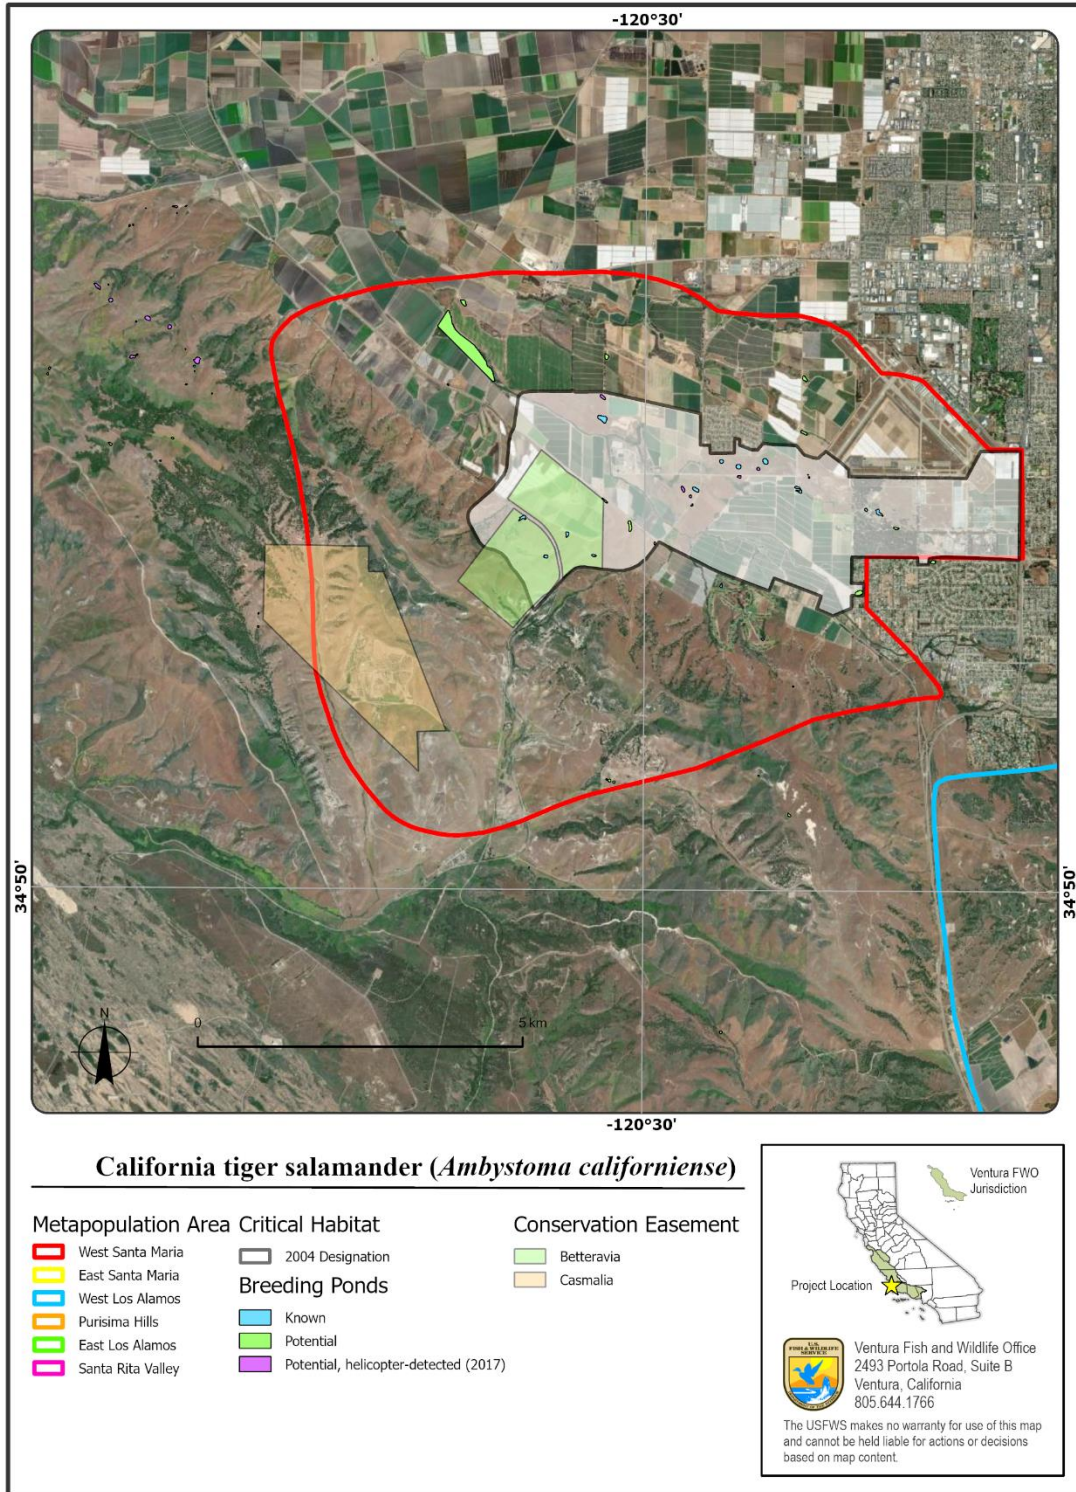 -120°30'
34°50'
34°50'
N
0
5 km
-120°30'
California tiger salamander (Ambystoma californiense)
Metapopulation Area
West Santa Maria
East Santa Maria
West Los Alamos
Purisima Hills
East Los Alamos
Santa Rita Valley
Critical Habitat
2004 Designation
Breeding Ponds
Known
Potential
Potential, helicopter-detected (2017)
Conservation Easement
Betteravia
Casmalia
Ventura FWO
Jurisdiction
Project Location
U.S.
FISH & WILDLIFE
SERVICE
Ventura Fish and Wildlife Office
2493 Portola Road, Suite B
Ventura, California
805.644.1766
The USFWS makes no warranty for use of this map
and cannot be held liable for actions or decisions
based on map content.